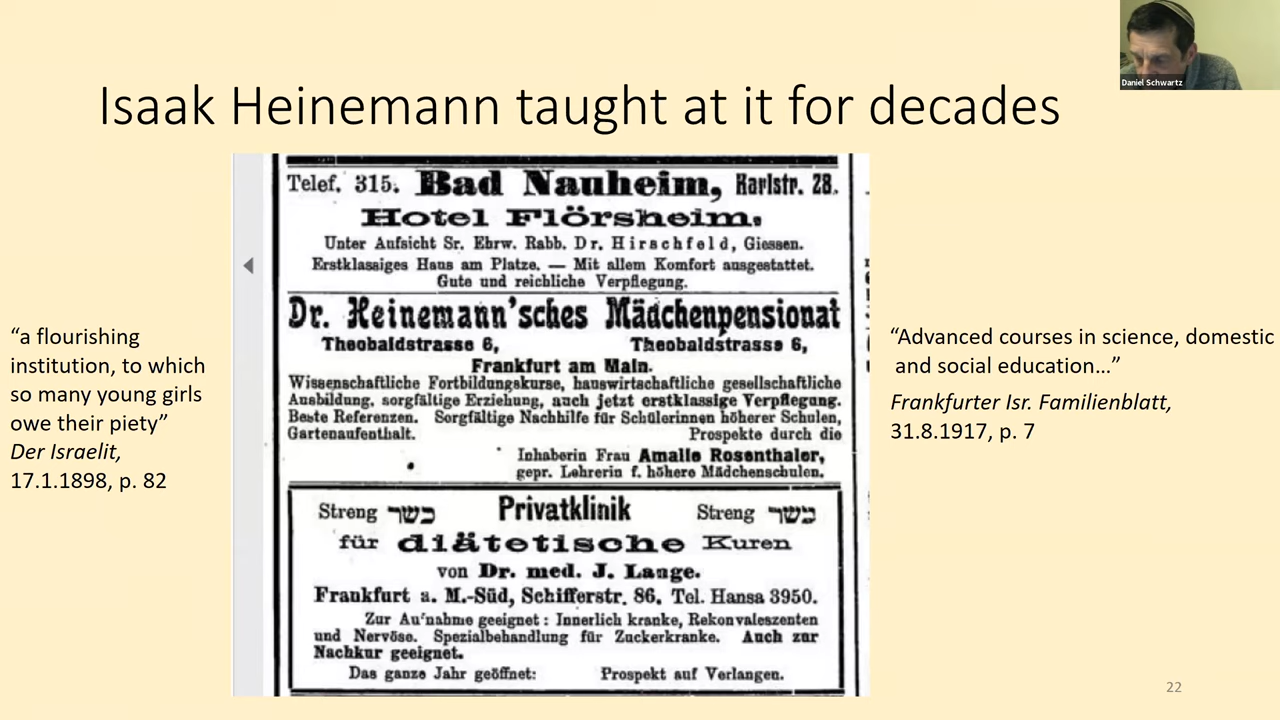 Daniel Schwartz
Isaak Heinemann taught at it for decades
"a flourishing
institution, to which
so many young girls
owe their piety"
Der Israelit,
17.1.1898, p. 82
Telef. 315. Bad Nauheim, Karlstr. 28.
Hotel Flörsheim.
Unter Aufsicht Sr. Ehrw. Rabb. Dr. Hirschfeld, Giessen.
Erstklassiges Haus am Platze. — Mit allem Komfort ausgestattet.
Gute und reichliche Verpflegung.
Dr. Heinemann'sches Mädchenpensionat
Theobaldstrasse 6, Theobaldstrasse 6,
Frankfurt am Main.
Wissenschaftliche Fortbildungskurse, hauswirtschaftliche gesellschaftliche
Ausbildung, sorgfältige Erziehung, auch jetzt erstklassige Verpflegung.
Beste Referenzen. Sorgfältige Nachhilfe für Schülerinnen höherer Schulen,
Gartenaufenthalt. Prospekte durch die
Inhaberin Frau Amalie Rosenthaler,
gepr. Lehrerin f. höhere Mädchenschulen.
Streng כשר Privatklinik Streng כשר
für diätetische Kuren
von Dr. med. J. Lange.
Frankfurt a. M.-Süd, Schifferstr. 86. Tel. Hansa 3950.
Zur Aufnahme geeignet: Innerlich kranke, Rekonvaleszenten
und Nervöse. Spezialbehandlung für Zuckerkranke. Auch zur
Nachkur geeignet.
Das ganze Jahr geöffnet: Prospekt auf Verlangen.
"Advanced courses in science, domestic
and social education…"
Frankfurter Isr. Familienblatt,
31.8.1917, p. 7
22